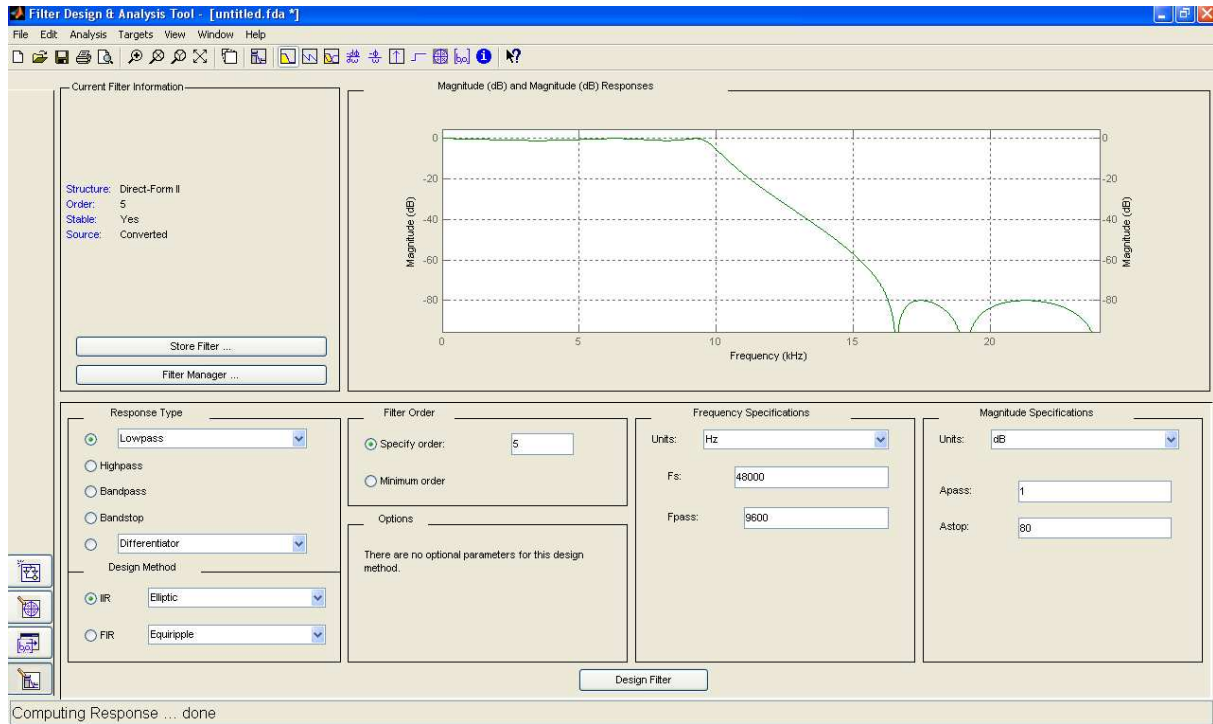 Filter Design & Analysis Tool - [untitled.fda *]
File Edit Analysis Targets View Window Help
Current Filter Information
Structure: Direct-Form II
Order: 5
Stable: Yes
Source: Converted
Store Filter ...
Filter Manager ...
Magnitude (dB) and Magnitude (dB) Responses
Magnitude (dB)
0
-20
-40
-60
-80
0
-20
-40
-60
-80
Magnitude (dB)
0 5 10 15 20
Frequency (kHz)
Response Type
Lowpass
Highpass
Bandpass
Bandstop
Differentiator
Design Method
IIR Elliptic
FIR Equiripple
Filter Order
Specify order: 5
Minimum order
Options
There are no optional parameters for this design
method.
Frequency Specifications
Units: Hz
Fs: 48000
Fpass: 9600
Magnitude Specifications
Units: dB
Apass: 1
Astop: 80
Design Filter
Computing Response ... done